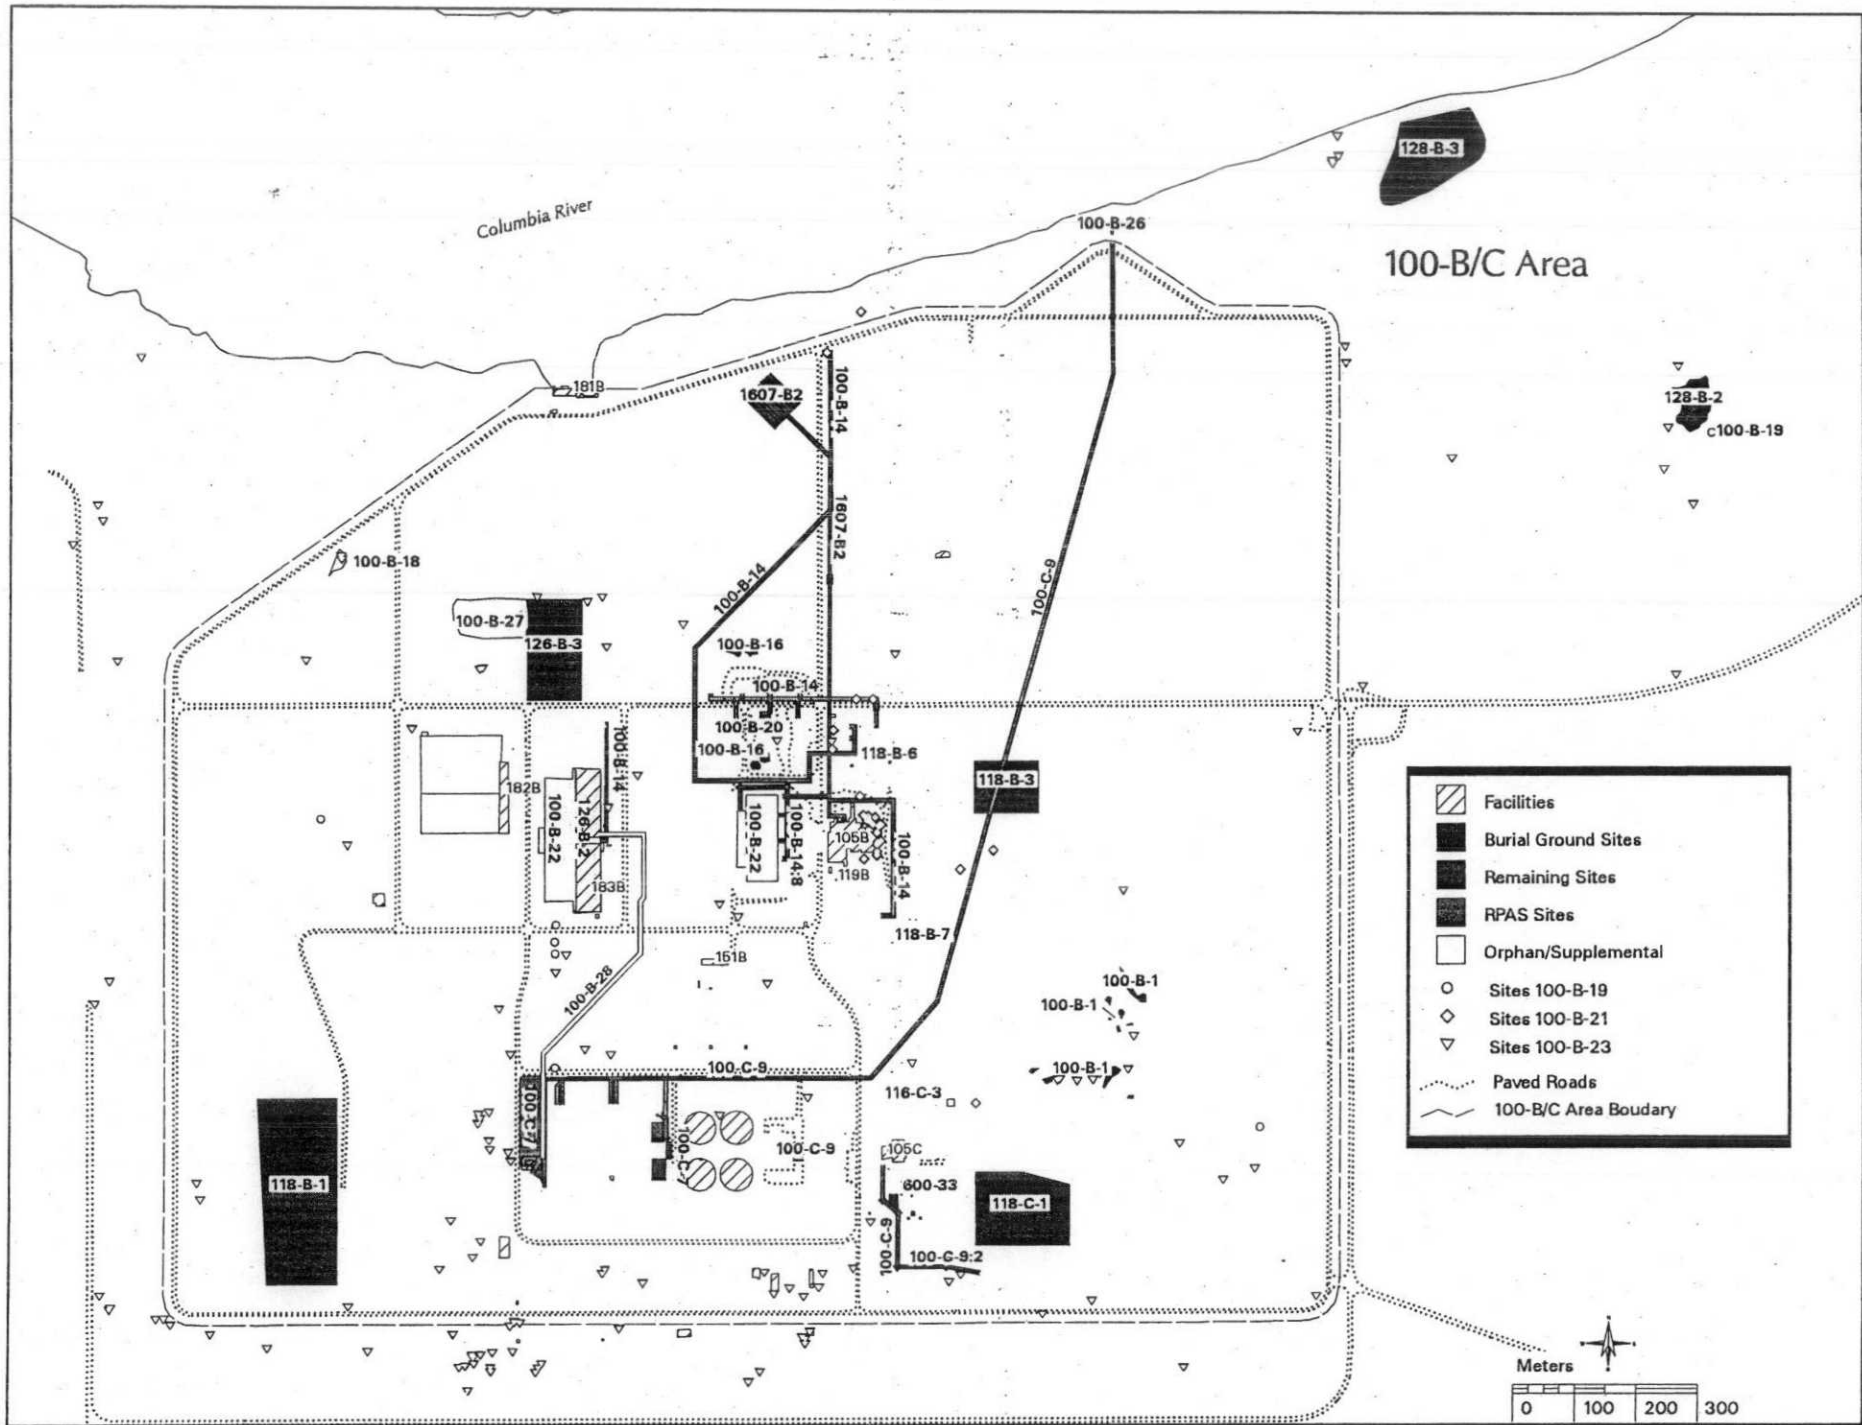 128-B-3
Columbia River
100-B-26
100-B/C Area
181B
1607-B2
100-B-14
128-B-2
100-B-19
1607-B2
100-B-18
100-B-14
100-C-9
100-B-27
126-B-3
100-B-16
100-B-14
100-B-20
100-B-16
118-B-6
100-B-14
118-B-3
182B
100-B-22
126-B-2
183B
100-B-22
100-B-14:8
105B
119B
100-B-14
118-B-7
151B
100-B-28
100-B-1
100-B-1
100-C-9
100-B-1
116-C-3
100-C-7
100-C-7
100-C-9
105C
118-B-1
600-33
118-C-1
100-C-9
100-C-9:2
Facilities
Burial Ground Sites
Remaining Sites
RPAS Sites
Orphan/Supplemental
Sites 100-B-19
Sites 100-B-21
Sites 100-B-23
Paved Roads
100-B/C Area Boudary
Meters
0 100 200 300